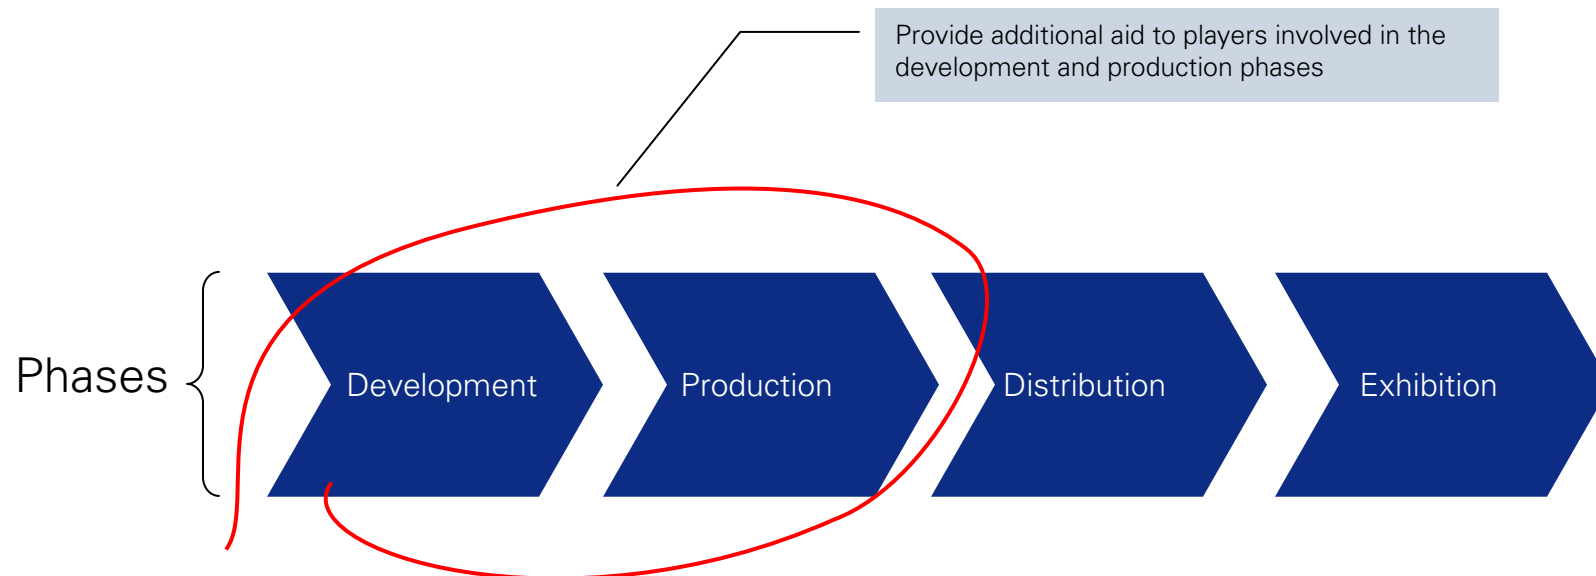 Provide additional aid to players involved in the
development and production phases
Phases
Development
Production
Distribution
Exhibition